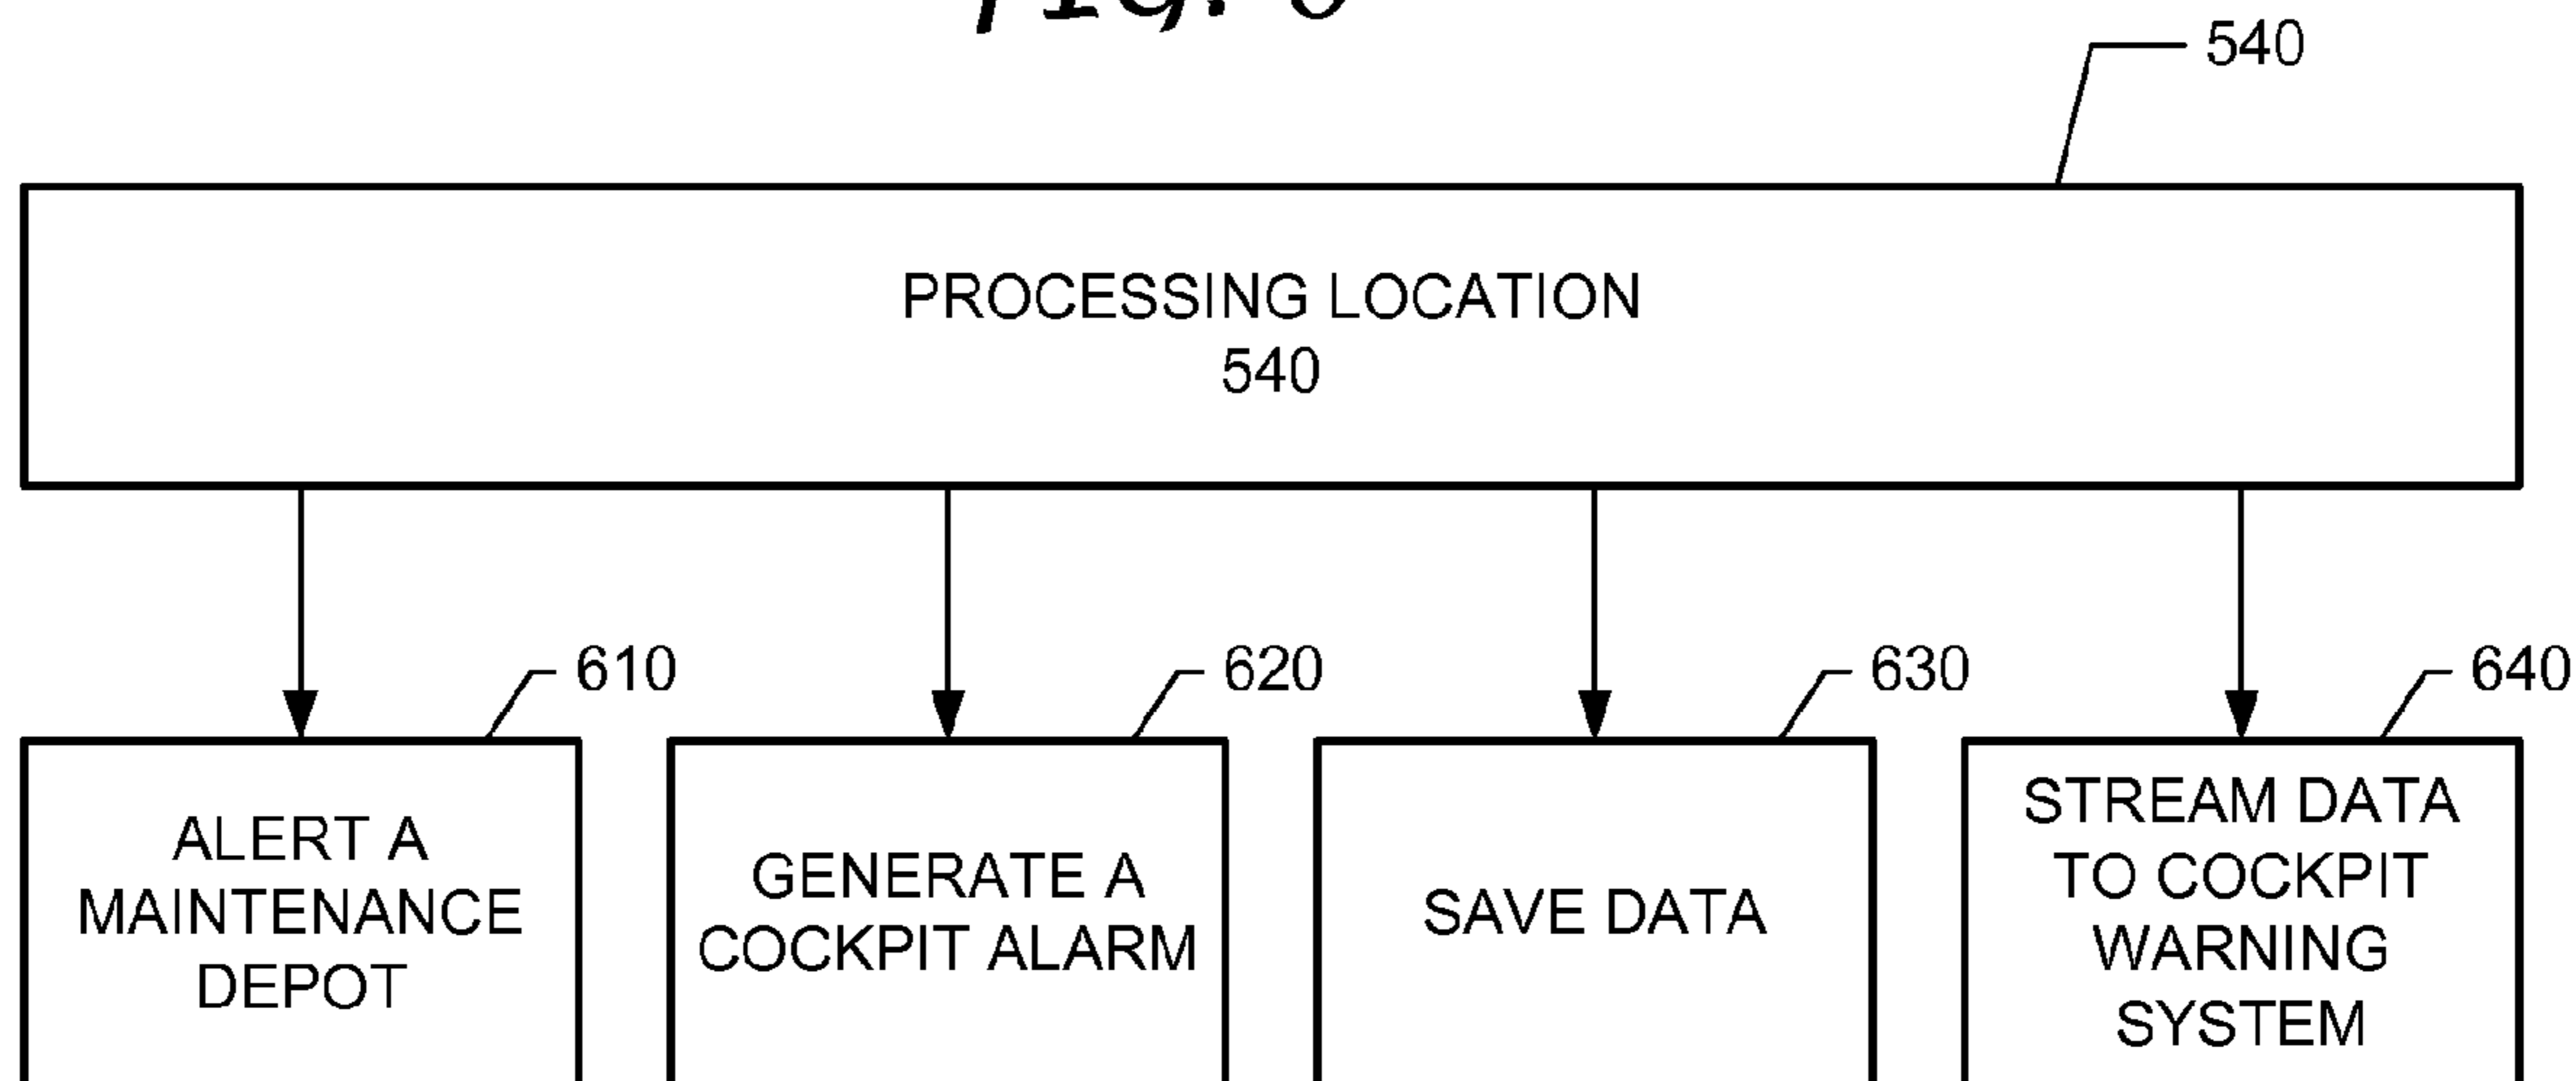 FIG.
540
PROCESSING LOCATION
540
610
620
630
640
ALERT A
MAINTENANCE
DEPOT
GENERATE A
COCKPIT ALARM
SAVE DATA
STREAM DATA
TO COCKPIT
WARNING
SYSTEM